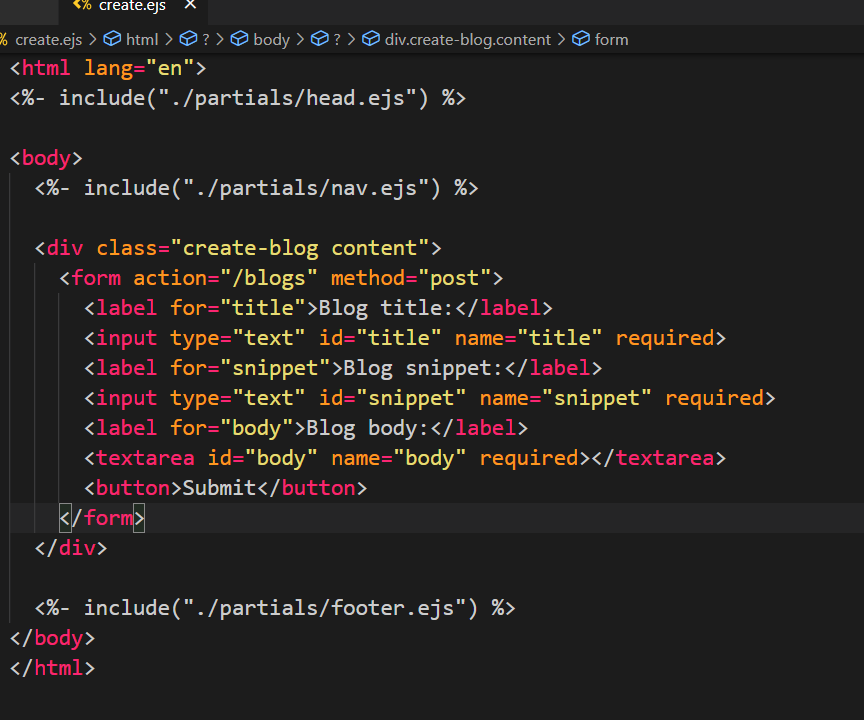 create.ejs ×
% create.ejs > html > ? > body > ? > div.create-blog.content > form
<html lang="en">
<%- include("./partials/head.ejs") %>
<body>
<%- include("./partials/nav.ejs") %>
<div class="create-blog content">
<form action="/blogs" method="post">
<label for="title">Blog title:</label>
<input type="text" id="title" name="title" required>
<label for="snippet">Blog snippet:</label>
<input type="text" id="snippet" name="snippet" required>
<label for="body">Blog body:</label>
<textarea id="body" name="body" required></textarea>
<button>Submit</button>
</form>
</div>
<%- include("./partials/footer.ejs") %>
</body>
</html>